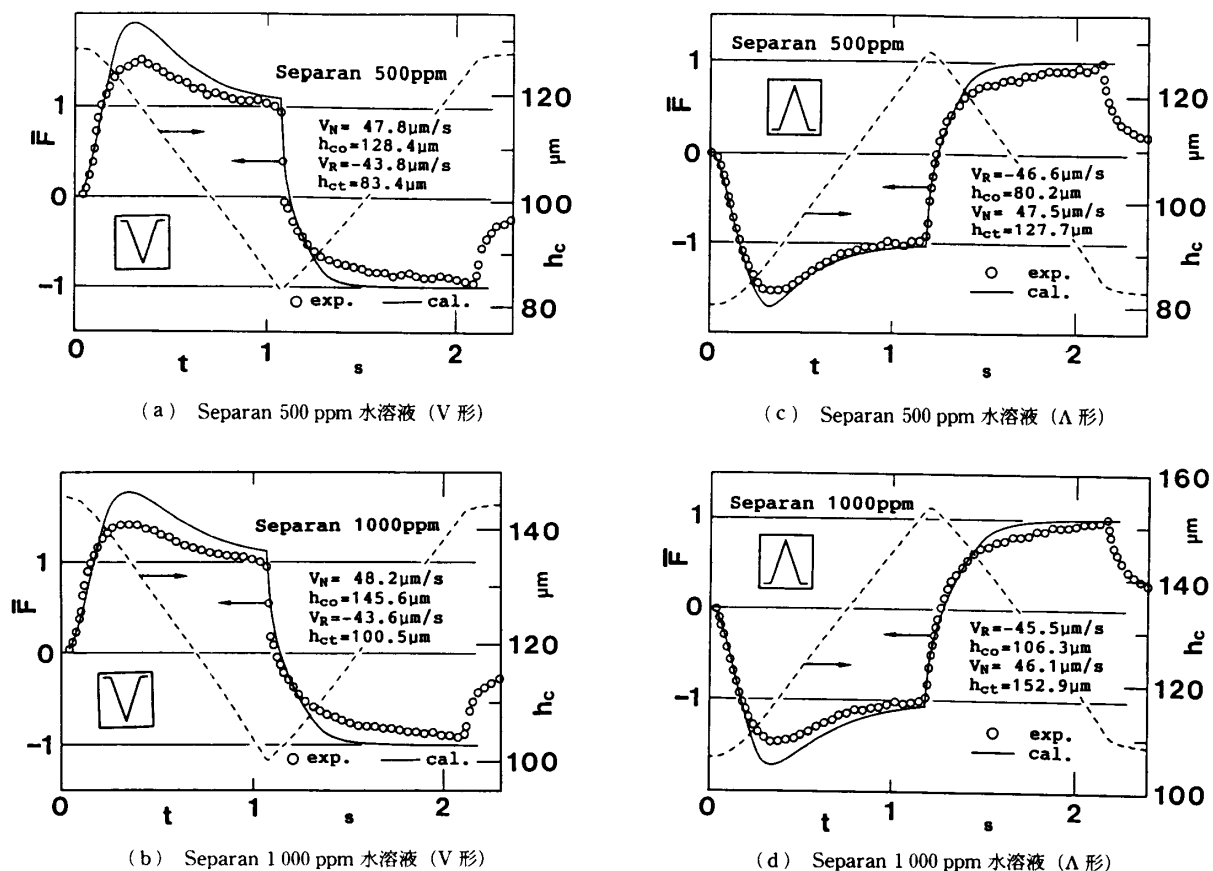 Separan 500ppm
V_N= 47.8μm/s
h_co=128.4μm
V_R=-43.8μm/s
h_ct=83.4μm
○ exp. — cal.
F̅
1
0
-1
120
100
80
μm
h_c
0
1
2
t
s
(a) Separan 500 ppm 水溶液 (V 形)
Separan 500ppm
V_R=-46.6μm/s
h_co=80.2μm
V_N= 47.5μm/s
h_ct=127.7μm
○ exp.
— cal.
F̅
1
0
-1
120
100
80
μm
h_c
0
1
2
t
s
(c) Separan 500 ppm 水溶液 (Λ 形)
Separan 1000ppm
V_N= 48.2μm/s
h_co=145.6μm
V_R=-43.6μm/s
h_ct=100.5μm
○ exp. — cal.
F̅
1
0
-1
140
120
100
μm
h_c
0
1
2
t
s
(b) Separan 1 000 ppm 水溶液 (V 形)
Separan 1000ppm
V_R=-45.5μm/s
h_co=106.3μm
V_N= 46.1μm/s
h_ct=152.9μm
○ exp.
— cal.
F̅
1
0
-1
160
140
120
100
μm
h_c
0
1
2
t
s
(d) Separan 1 000 ppm 水溶液 (Λ 形)